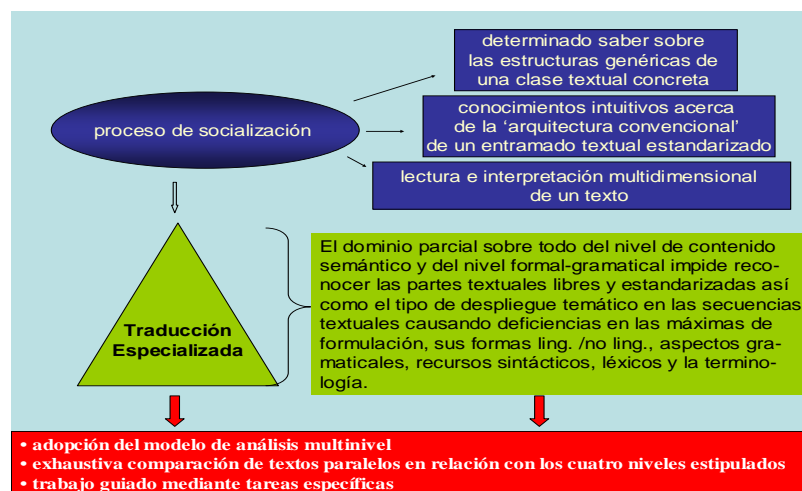 determinado saber sobre
las estructuras genéricas de
una clase textual concreta
proceso de socialización
conocimientos intuitivos acerca
de la ‘arquitectura convencional’
de un entramado textual estandarizado
lectura e interpretación multidimensional
de un texto
Traducción
Especializada
El dominio parcial sobre todo del nivel de contenido
semántico y del nivel formal-gramatical impide reco-
nocer las partes textuales libres y estandarizadas así
como el tipo de despliegue temático en las secuencias
textuales causando deficiencias en las máximas de
formulación, sus formas ling. /no ling., aspectos gra-
maticales, recursos sintácticos, léxicos y la termino-
logía.
• adopción del modelo de análisis multinivel
• exhaustiva comparación de textos paralelos en relación con los cuatro niveles estipulados
• trabajo guiado mediante tareas específicas